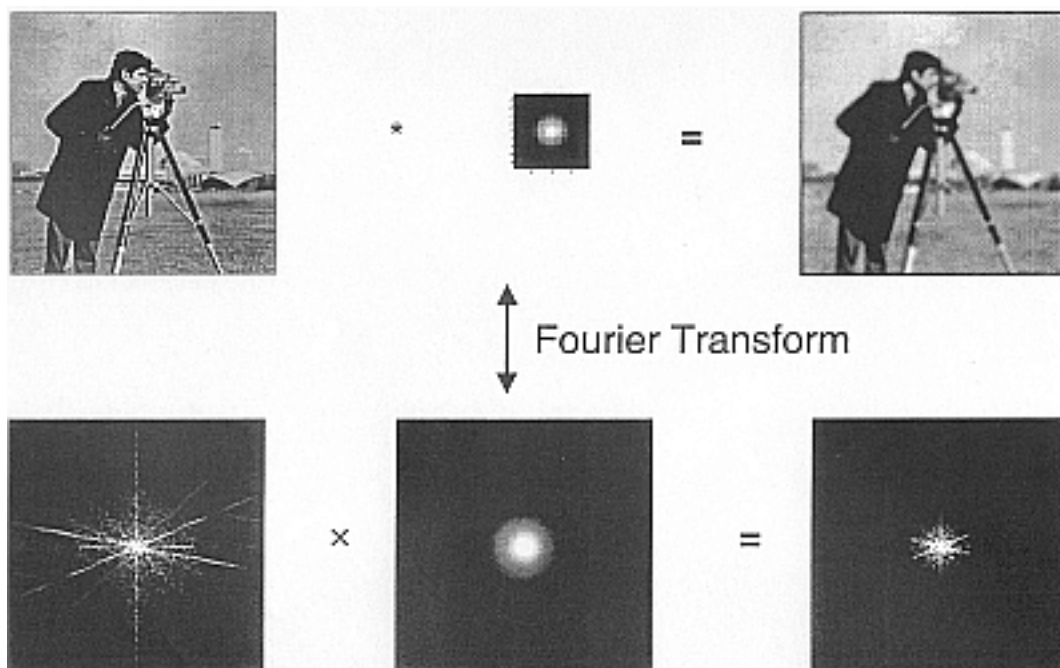 * =
Fourier Transform
× =